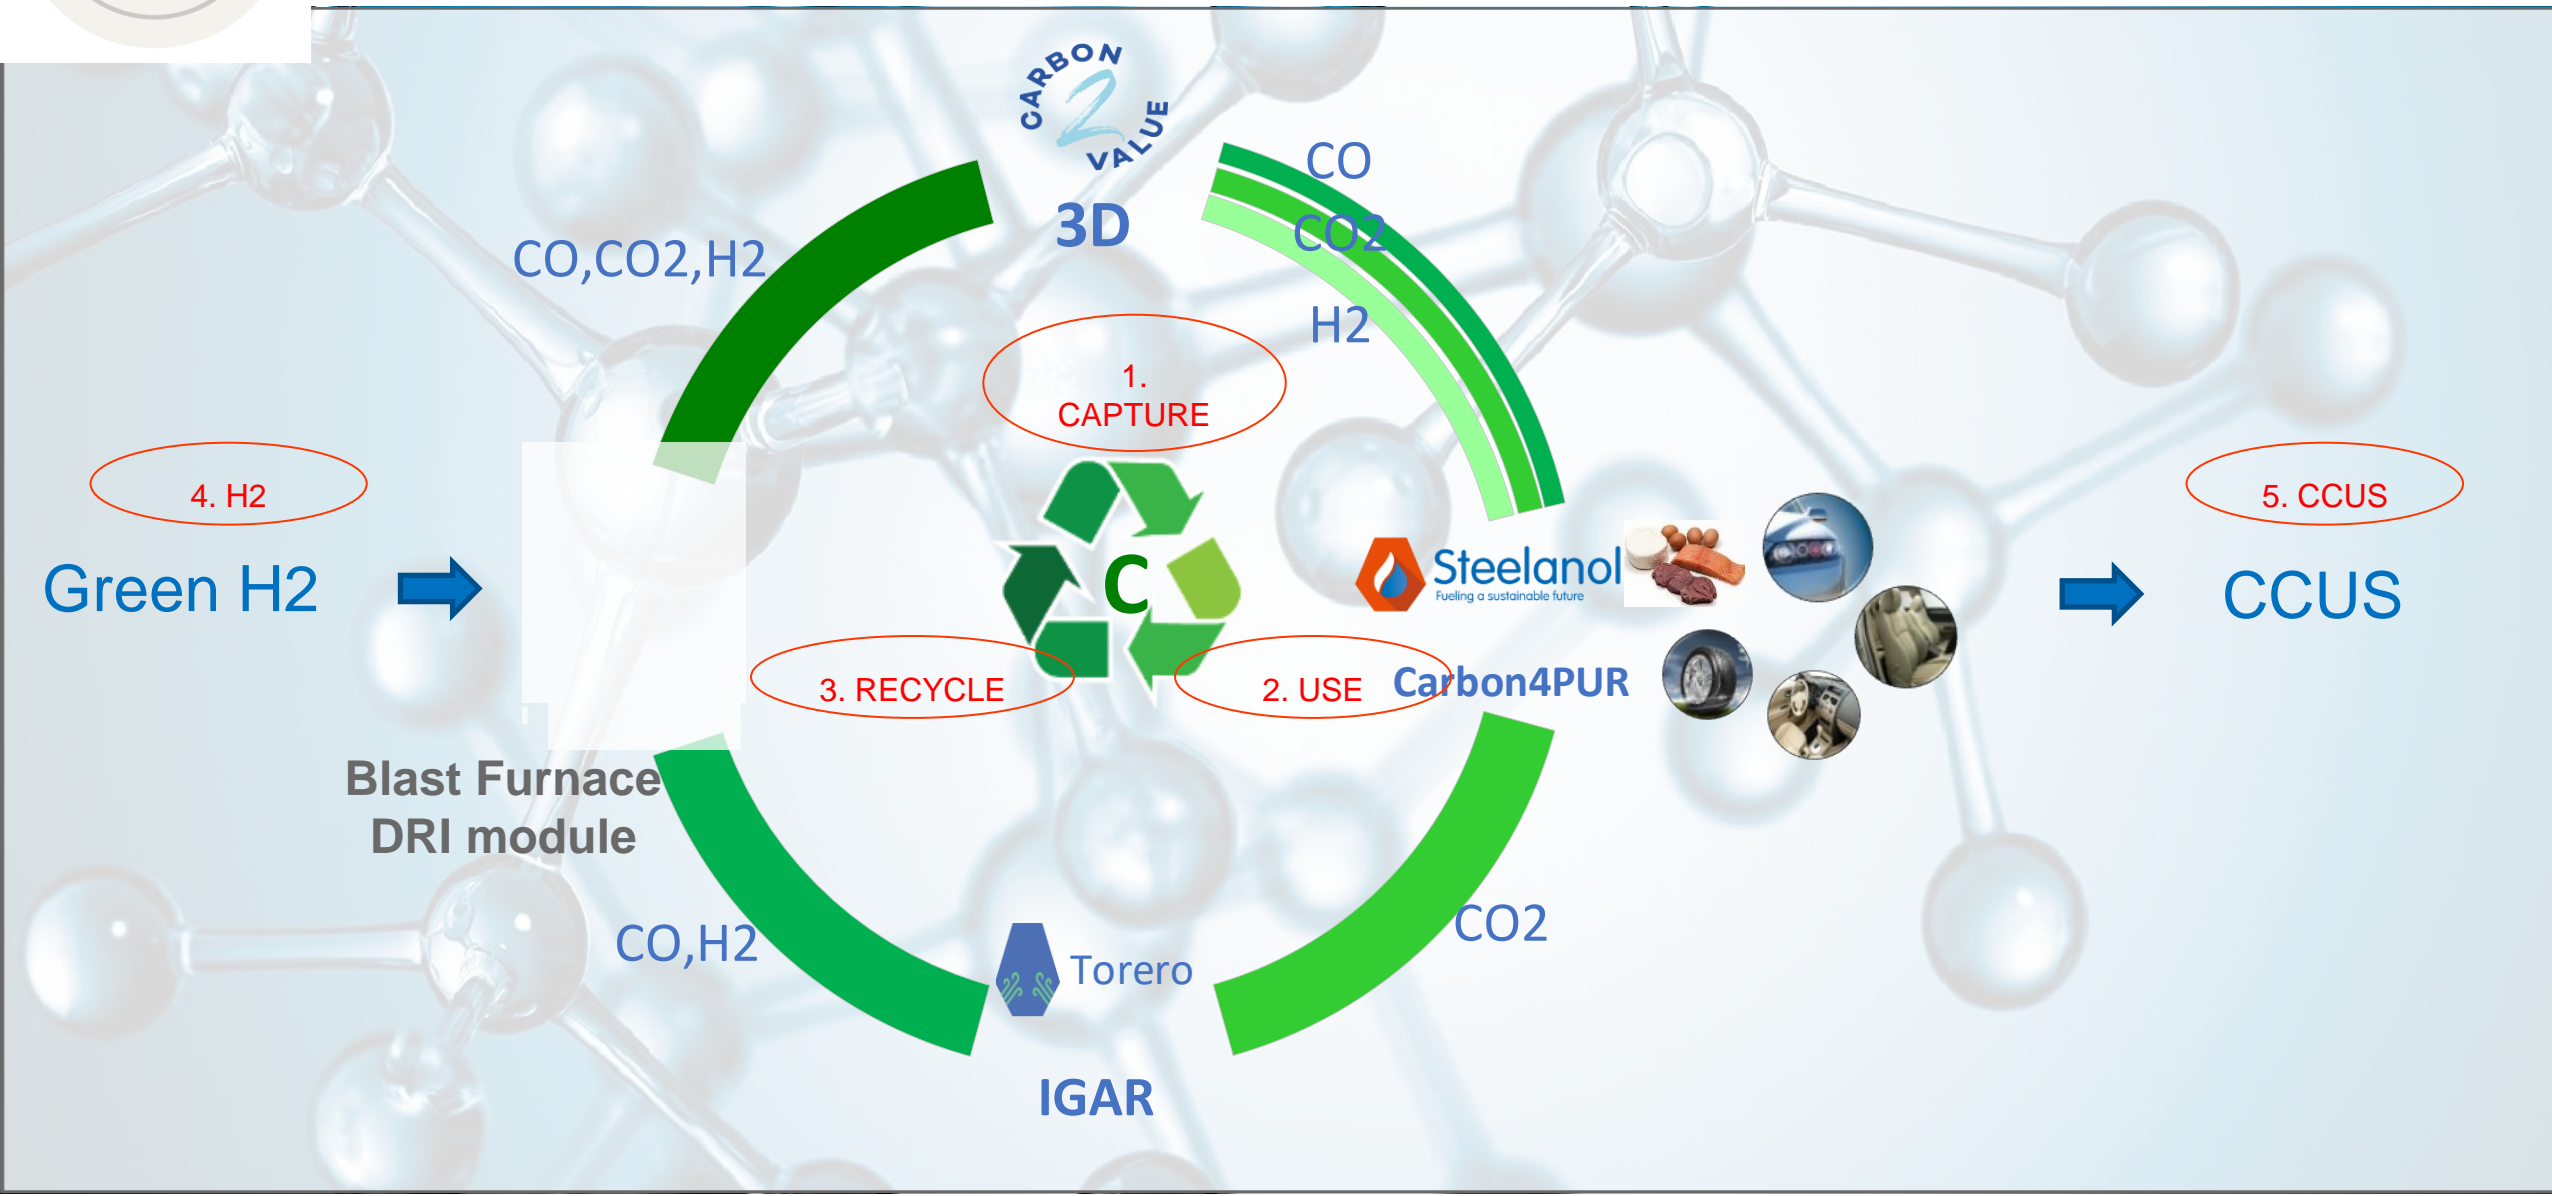 CARBON
2
VALUE
3D
CO
CO2
H2
CO,CO2,H2
1.
CAPTURE
4. H2
Green H2
C
Steelanol
Fueling a sustainable future
5. CCUS
CCUS
3. RECYCLE
2. USE
Carbon4PUR
Blast Furnace
DRI module
CO,H2
Torero
CO2
IGAR